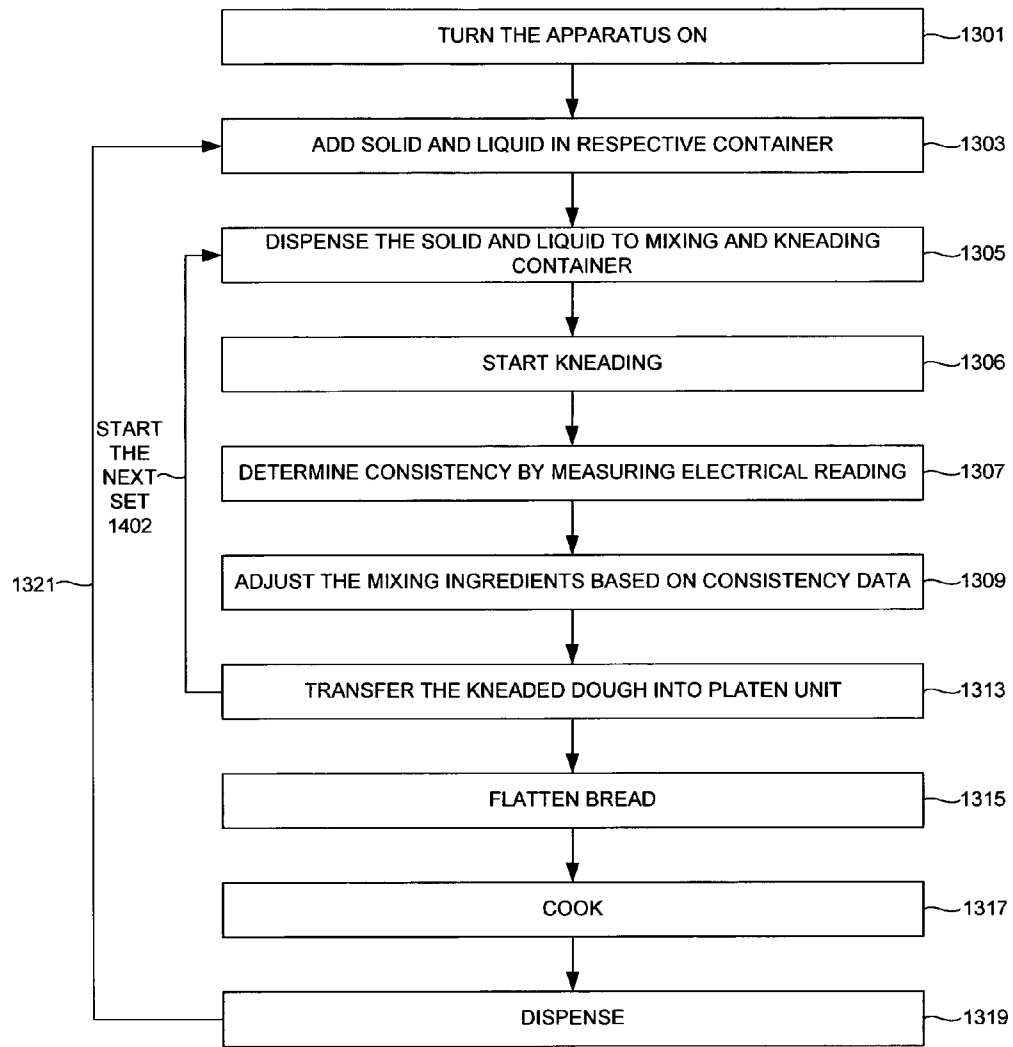 TURN THE APPARATUS ON
1301
ADD SOLID AND LIQUID IN RESPECTIVE CONTAINER
1303
DISPENSE THE SOLID AND LIQUID TO MIXING AND KNEADING
CONTAINER
1305
START KNEADING
1306
START
THE
NEXT
SET
1402
DETERMINE CONSISTENCY BY MEASURING ELECTRICAL READING
1307
1321
ADJUST THE MIXING INGREDIENTS BASED ON CONSISTENCY DATA
1309
TRANSFER THE KNEADED DOUGH INTO PLATEN UNIT
1313
FLATTEN BREAD
1315
COOK
1317
DISPENSE
1319